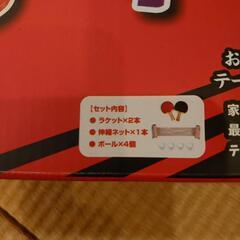 【セット内容】
● ラケット×2本
● 伸縮ネット×1本
● ボール×4個
お
テー
家
最
テ